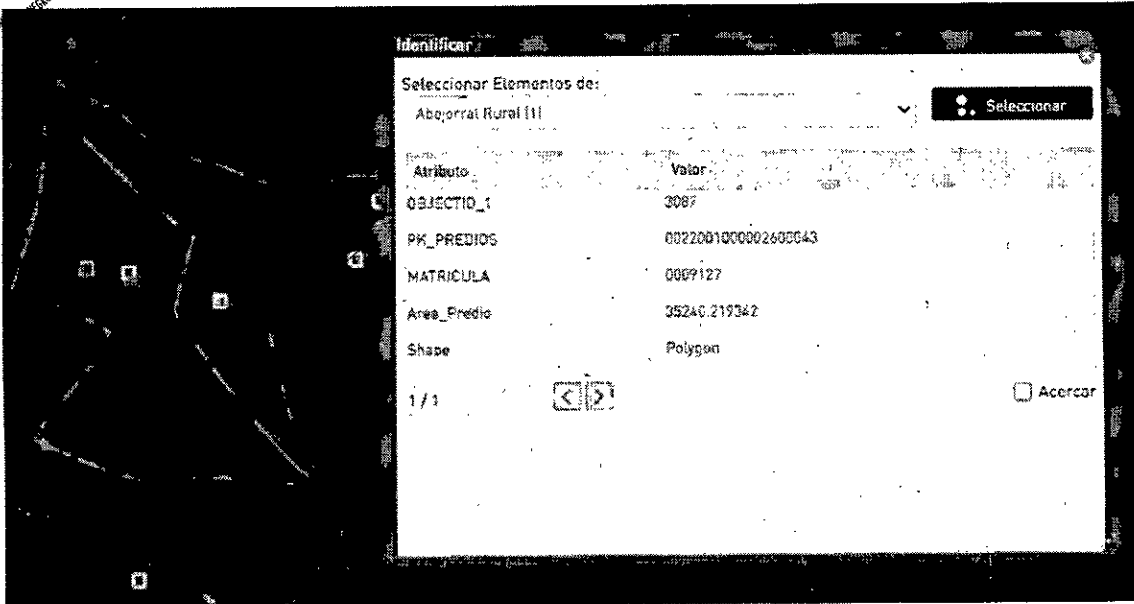 Identificar
Seleccionar Elementos de:
Abejorral Rural (1)
Seleccionar
Atributo Valor
OBJECTID_1 3087
PK_PREDIOS 0022001000002600043
MATRICULA 0009127
Area_Predio 35240.219342
Shape Polygon
1 / 1
Acercar